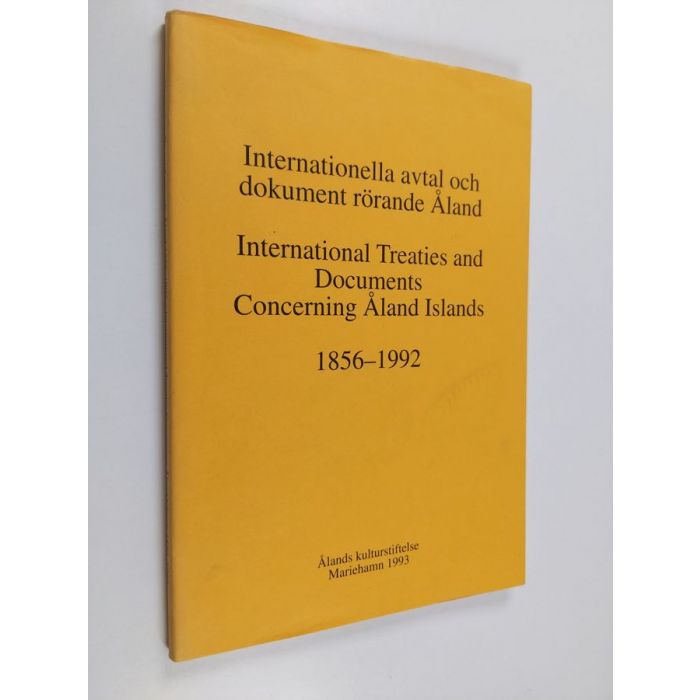 Internationella avtal och
dokument rörande Åland
International Treaties and
Documents
Concerning Åland Islands
1856–1992
Ålands kulturstiftelse
Mariehamn 1993